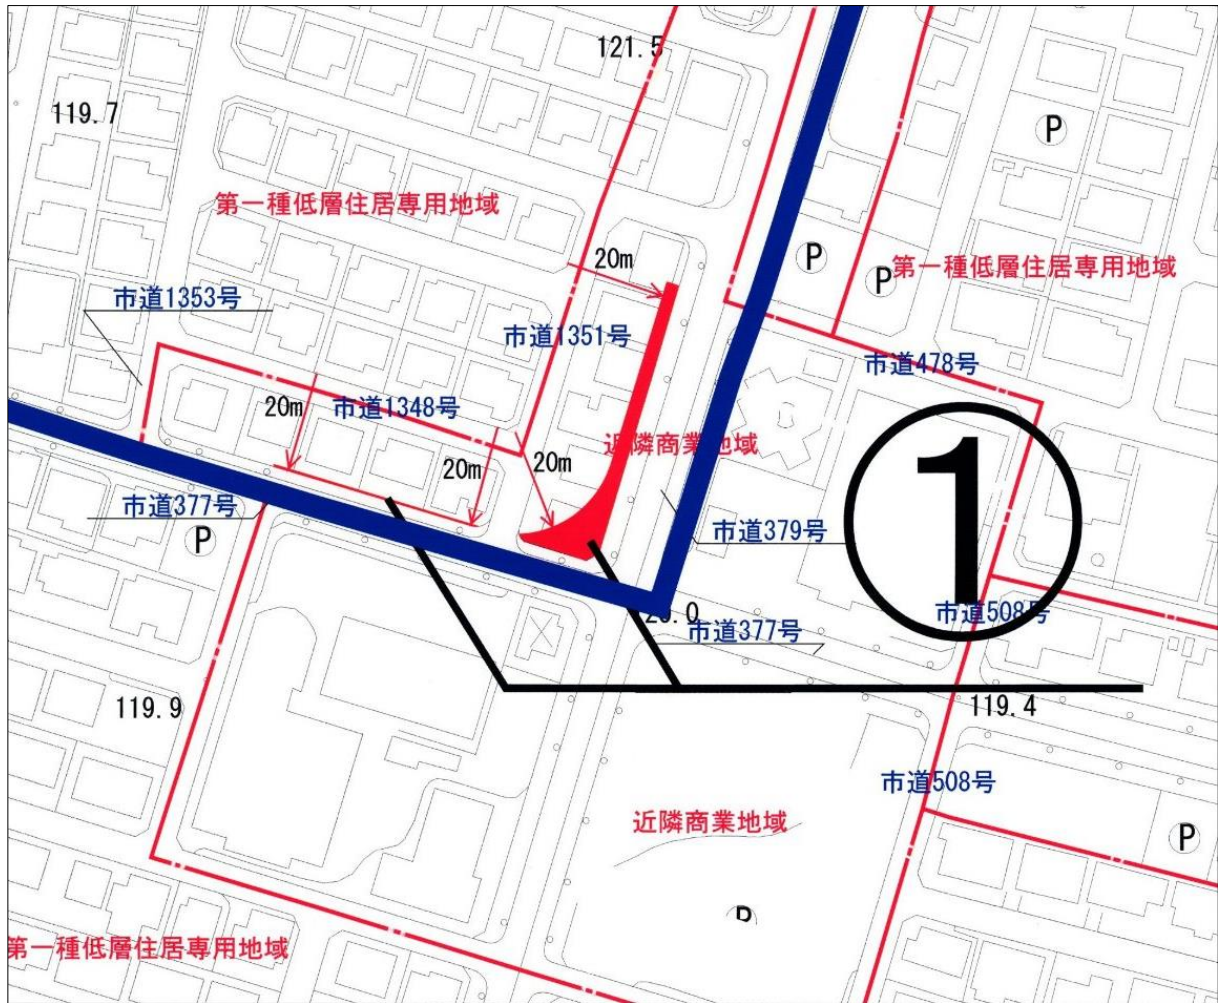 121.5
119.7
P
第一種低層住居専用地域
20m
P
P
第一種低層住居専用地域
市道1353号
市道1351号
市道478号
20m
市道1348号
近隣商業地域
20m
20m
1
市道377号
P
市道379号
市道508号
市道377号
119.9
119.4
市道508号
近隣商業地域
P
P
第一種低層住居専用地域